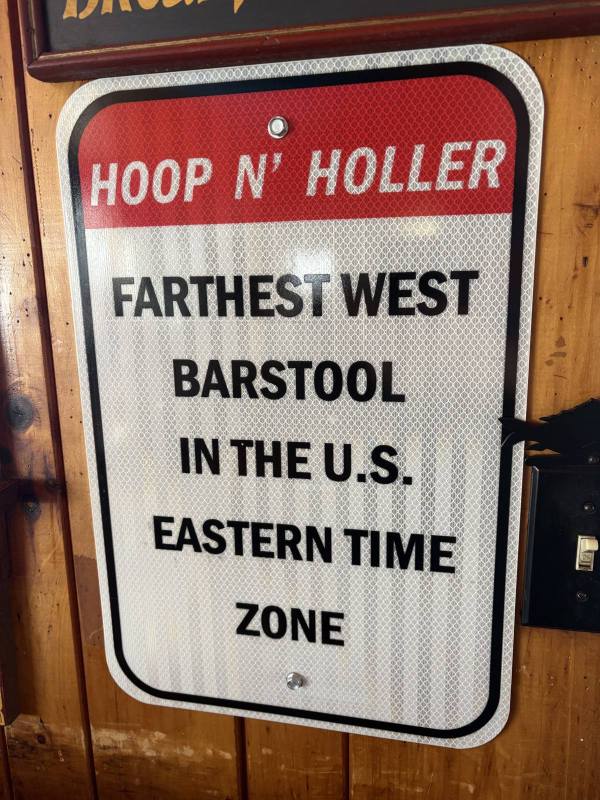 HOOP N' HOLLER
FARTHEST WEST
BARSTOOL
IN THE U.S.
EASTERN TIME
ZONE